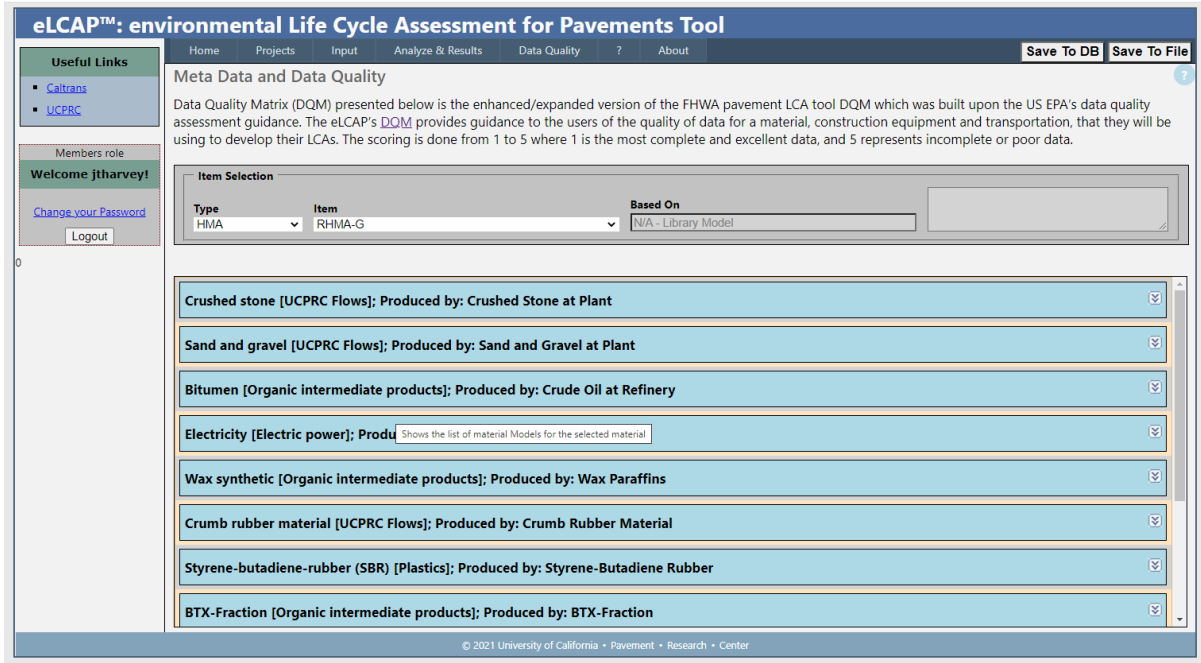 eLCAP™: environmental Life Cycle Assessment for Pavements Tool
Useful Links
Caltrans
UCPRC
Members role
Welcome jtharvey!
Change your Password
Logout
0
Home Projects Input Analyze & Results Data Quality ? About
Save To DB Save To File
Meta Data and Data Quality
?
Data Quality Matrix (DQM) presented below is the enhanced/expanded version of the FHWA pavement LCA tool DQM which was built upon the US EPA's data quality
assessment guidance. The eLCAP's DQM provides guidance to the users of the quality of data for a material, construction equipment and transportation, that they will be
using to develop their LCAs. The scoring is done from 1 to 5 where 1 is the most complete and excellent data, and 5 represents incomplete or poor data.
Item Selection
Type Item Based On
HMA RHMA-G N/A - Library Model
Crushed stone [UCPRC Flows]; Produced by: Crushed Stone at Plant
Sand and gravel [UCPRC Flows]; Produced by: Sand and Gravel at Plant
Bitumen [Organic intermediate products]; Produced by: Crude Oil at Refinery
Electricity [Electric power]; Produ
Shows the list of material Models for the selected material
Wax synthetic [Organic intermediate products]; Produced by: Wax Paraffins
Crumb rubber material [UCPRC Flows]; Produced by: Crumb Rubber Material
Styrene-butadiene-rubber (SBR) [Plastics]; Produced by: Styrene-Butadiene Rubber
BTX-Fraction [Organic intermediate products]; Produced by: BTX-Fraction
© 2021 University of California • Pavement • Research • Center